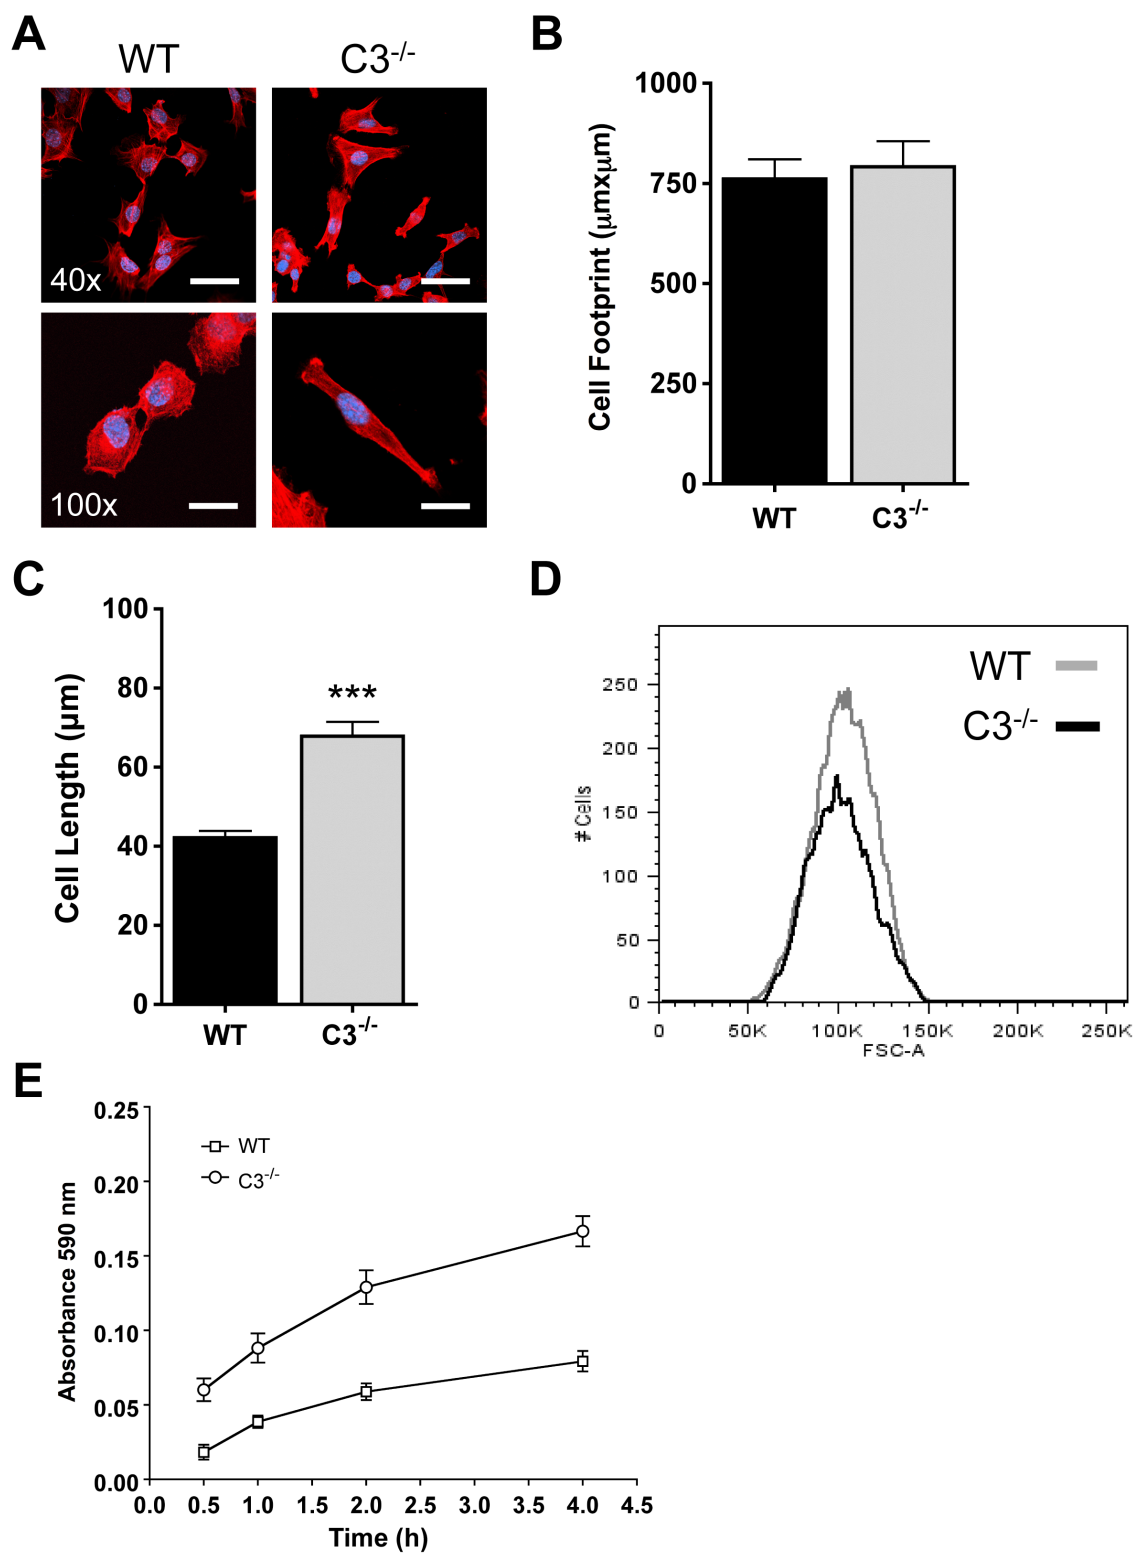 A
WT
C3-/-
40x
100x
B
Cell Footprint (µmxµm)
1000
750
500
250
0
WT
C3-/-
C
Cell Length (µm)
100
80
60
40
20
0
***
WT
C3-/-
D
# Cells
250
200
150
100
50
0
WT
C3-/-
0
50K
100K
150K
200K
250K
FSC-A
E
Absorbance 590 nm
0.25
0.20
0.15
0.10
0.05
0.00
WT
C3-/-
0.0 0.5 1.0 1.5 2.0 2.5 3.0 3.5 4.0 4.5
Time (h)